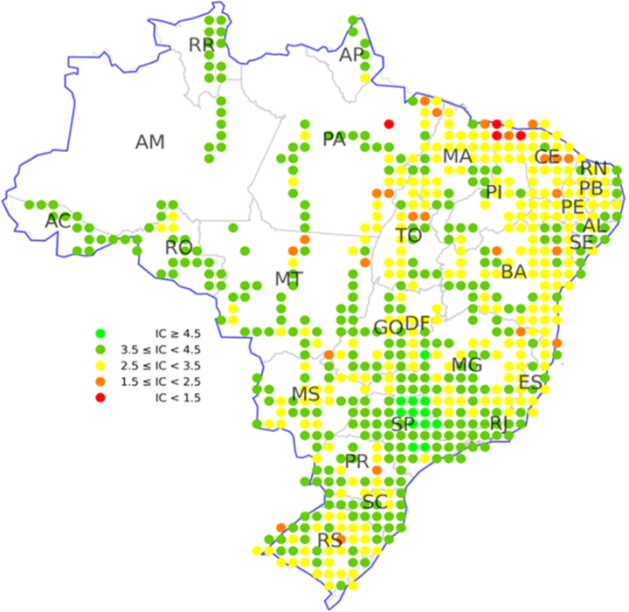 RR
AP
AM
PA
MA
CE
RN
PI
PB
PE
AC
AL
TO
SE
RO
BA
MT
GO
DF
IC ≥ 4.5
3.5 ≤ IC < 4.5
2.5 ≤ IC < 3.5
1.5 ≤ IC < 2.5
IC < 1.5
MG
ES
MS
SP
RJ
PR
SC
RS